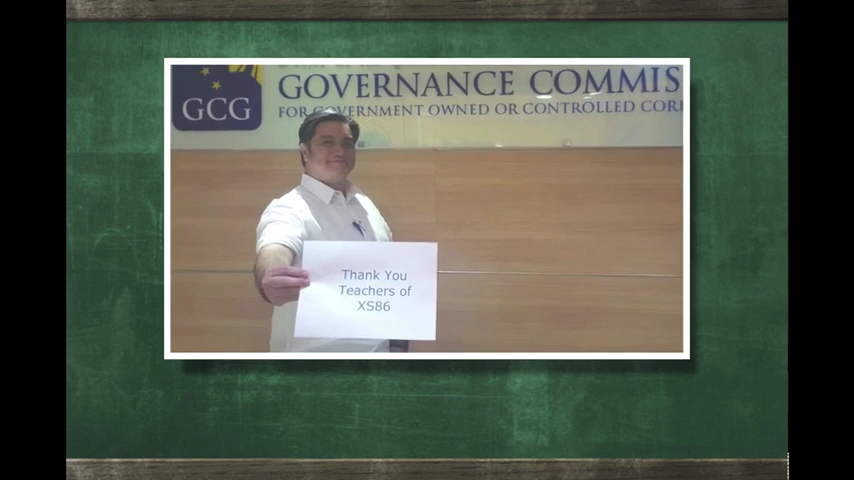 GCG
GOVERNANCE COMMIS
FOR GOVERNMENT OWNED OR CONTROLLED COR
Thank You
Teachers of
XS86